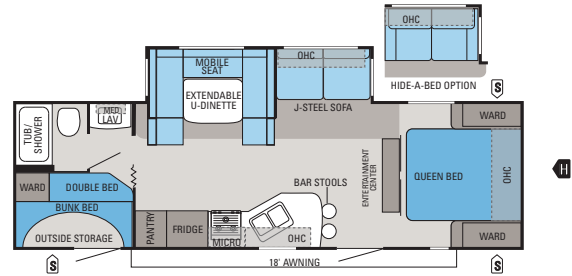 OHC
HIDE-A-BED OPTION
S
MOBILE
SEAT
OHC
EXTENDABLE
U-DINETTE
J-STEEL SOFA
MED
LAV
TUB/
SHOWER
WARD
QUEEN BED
OHC
H
ENTERTAINMENT
CENTER
BAR STOOLS
WARD
DOUBLE BED
BUNK BED
OUTSIDE STORAGE
PANTRY
FRIDGE
MICRO
OHC
WARD
18' AWNING
S
S